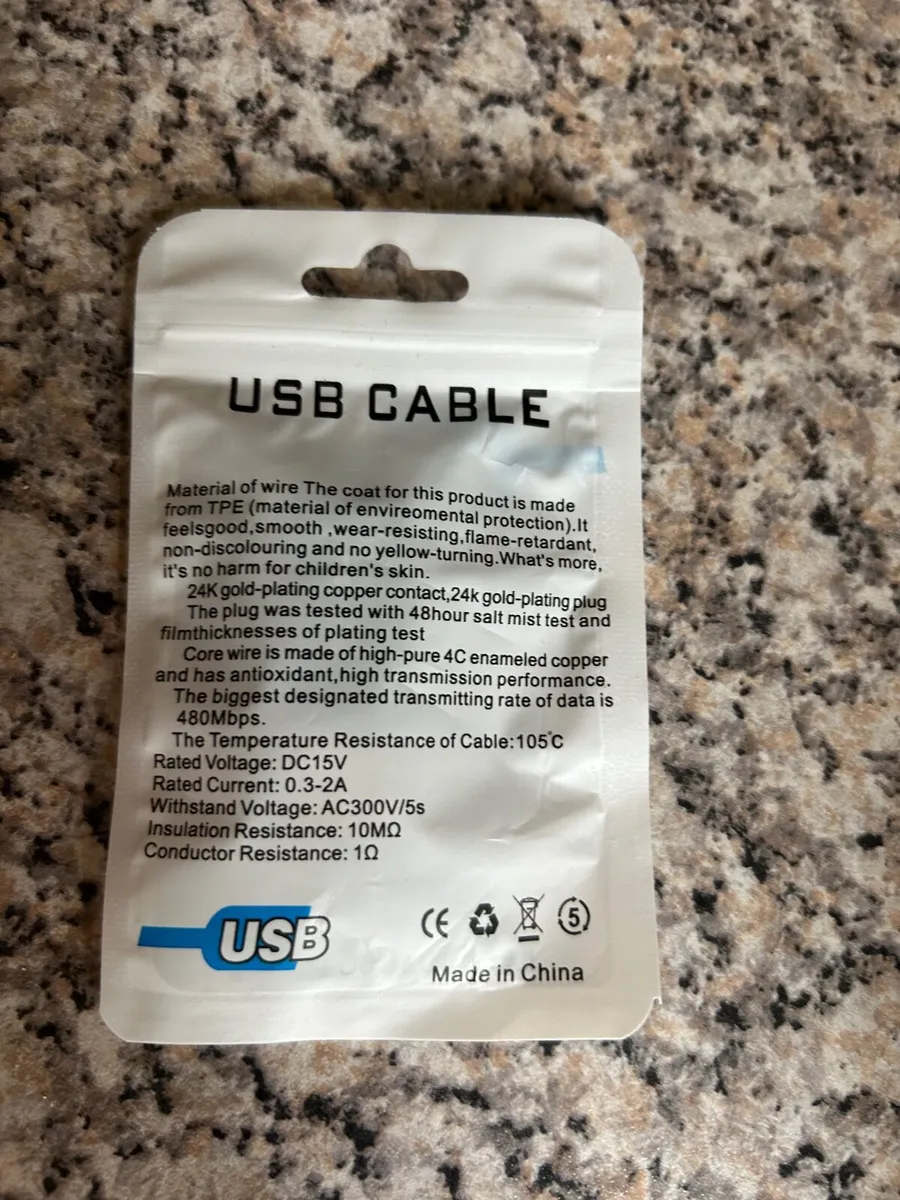 USB CABLE
Material of wire The coat for this product is made
from TPE (material of envireomental protection).It
feelsgood,smooth ,wear-resisting,flame-retardant,
non-discolouring and no yellow-turning.What's more,
it's no harm for children's skin.
24K gold-plating copper contact,24k gold-plating plug
The plug was tested with 48hour salt mist test and
filmthicknesses of plating test
Core wire is made of high-pure 4C enameled copper
and has antioxidant,high transmission performance.
The biggest designated transmitting rate of data is
480Mbps.
The Temperature Resistance of Cable:105℃
Rated Voltage: DC15V
Rated Current: 0.3-2A
Withstand Voltage: AC300V/5s
Insulation Resistance: 10MΩ
Conductor Resistance: 1Ω
USB
CE 5
Made in China